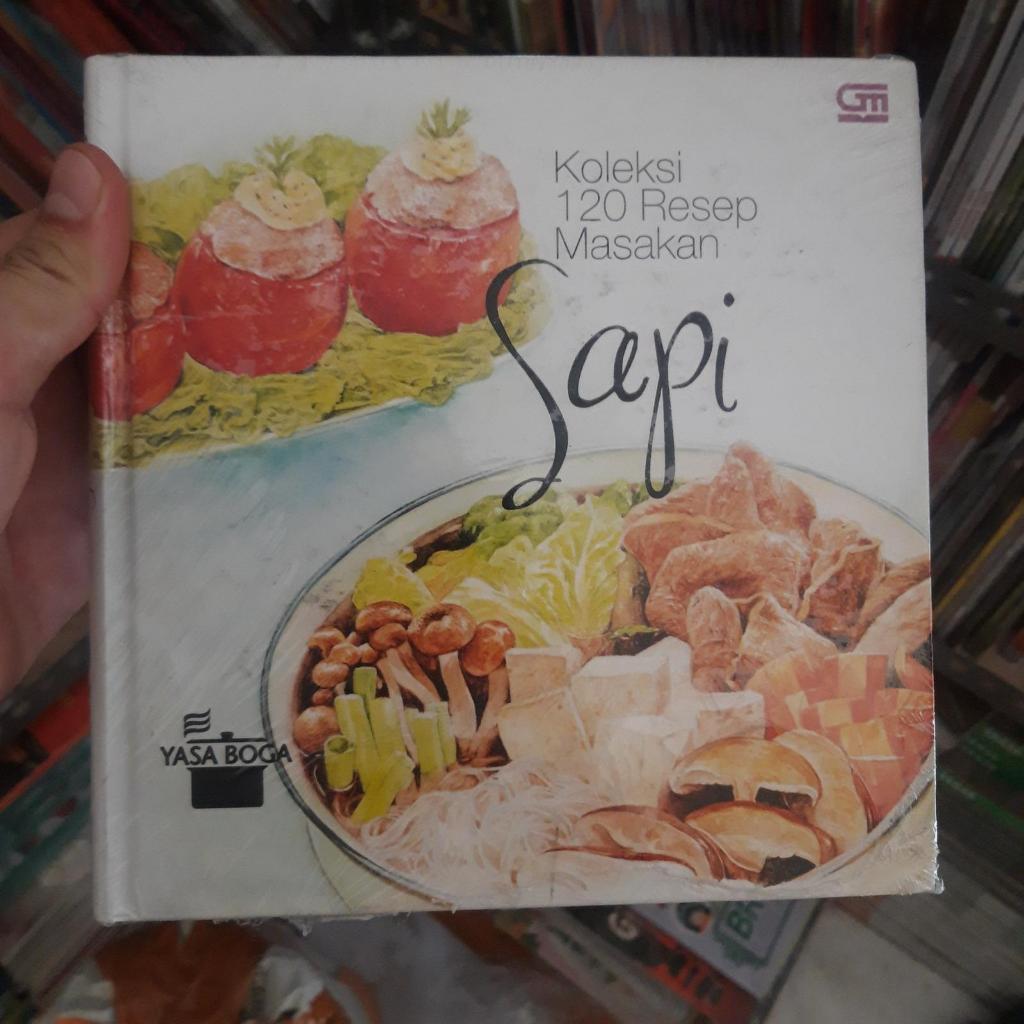 GM
Koleksi
120 Resep
Masakan
Sapi
YASA BOGA